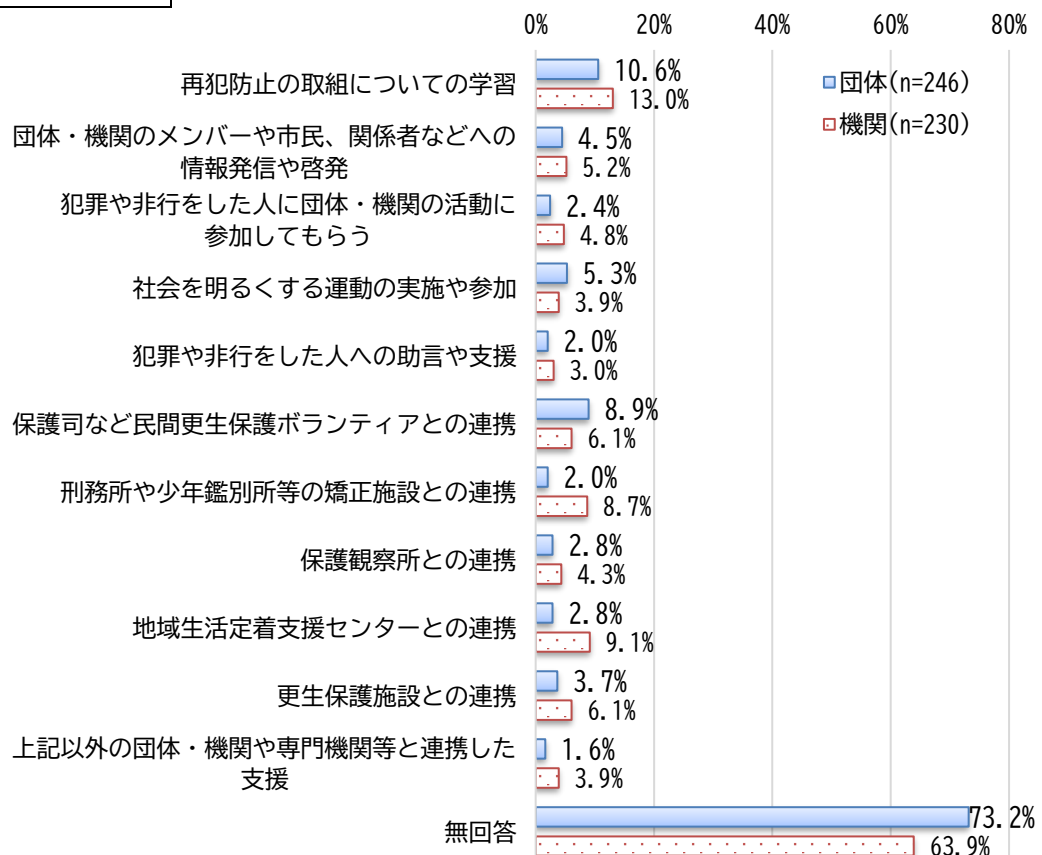 0% 20% 40% 60% 80%
団体(n=246)
機関(n=230)
再犯防止の取組についての学習
10.6%
13.0%
団体・機関のメンバーや市民、関係者などへの
情報発信や啓発
4.5%
5.2%
犯罪や非行をした人に団体・機関の活動に
参加してもらう
2.4%
4.8%
社会を明るくする運動の実施や参加
5.3%
3.9%
犯罪や非行をした人への助言や支援
2.0%
3.0%
保護司など民間更生保護ボランティアとの連携
8.9%
6.1%
刑務所や少年鑑別所等の矯正施設との連携
2.0%
8.7%
保護観察所との連携
2.8%
4.3%
地域生活定着支援センターとの連携
2.8%
9.1%
更生保護施設との連携
3.7%
6.1%
上記以外の団体・機関や専門機関等と連携した
支援
1.6%
3.9%
無回答
73.2%
63.9%